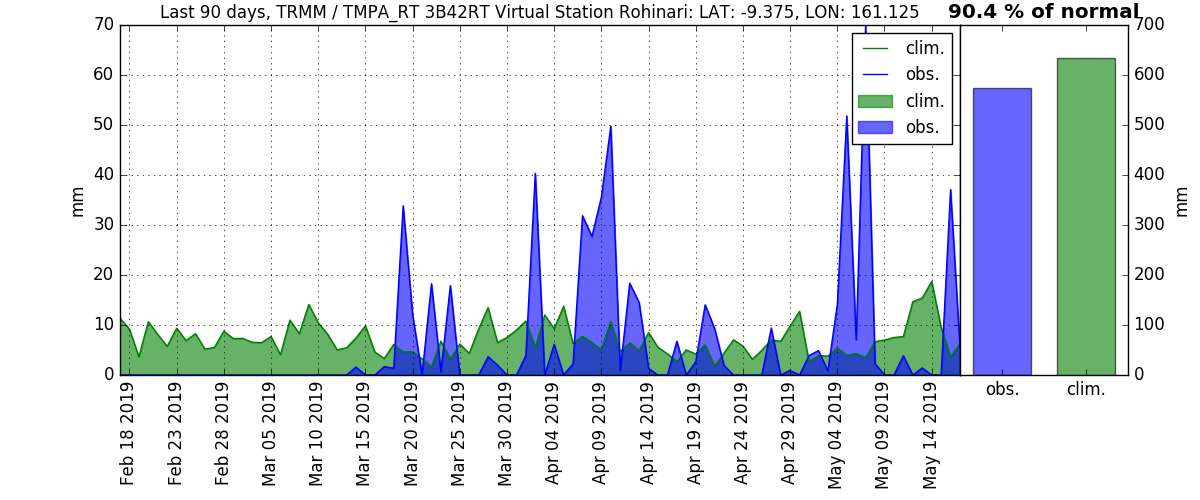 Last 90 days, TRMM / TMPA_RT 3B42RT Virtual Station Rohinari: LAT: -9.375, LON: 161.125
90.4 % of normal
70
60
50
40
30
20
10
0
mm
clim.
obs.
clim.
obs.
Feb 18 2019
Feb 23 2019
Feb 28 2019
Mar 05 2019
Mar 10 2019
Mar 15 2019
Mar 20 2019
Mar 25 2019
Mar 30 2019
Apr 04 2019
Apr 09 2019
Apr 14 2019
Apr 19 2019
Apr 24 2019
Apr 29 2019
May 04 2019
May 09 2019
May 14 2019
700
600
500
400
300
200
100
0
mm
obs.
clim.